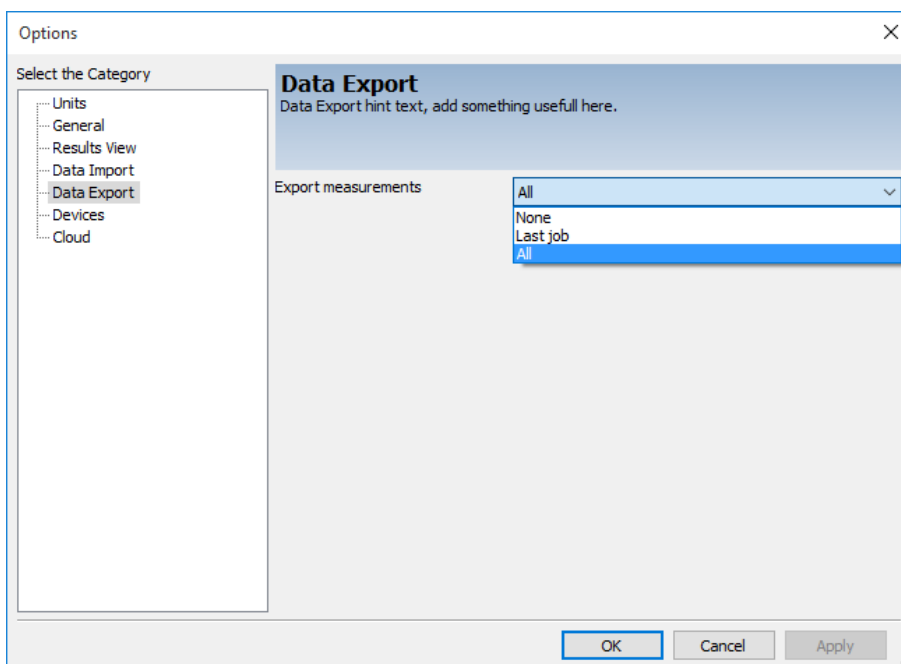 Options
Select the Category
Units
General
Results View
Data Import
Data Export
Devices
Cloud
Data Export
Data Export hint text, add something usefull here.
Export measurements
All
None
Last job
All
OK
Cancel
Apply